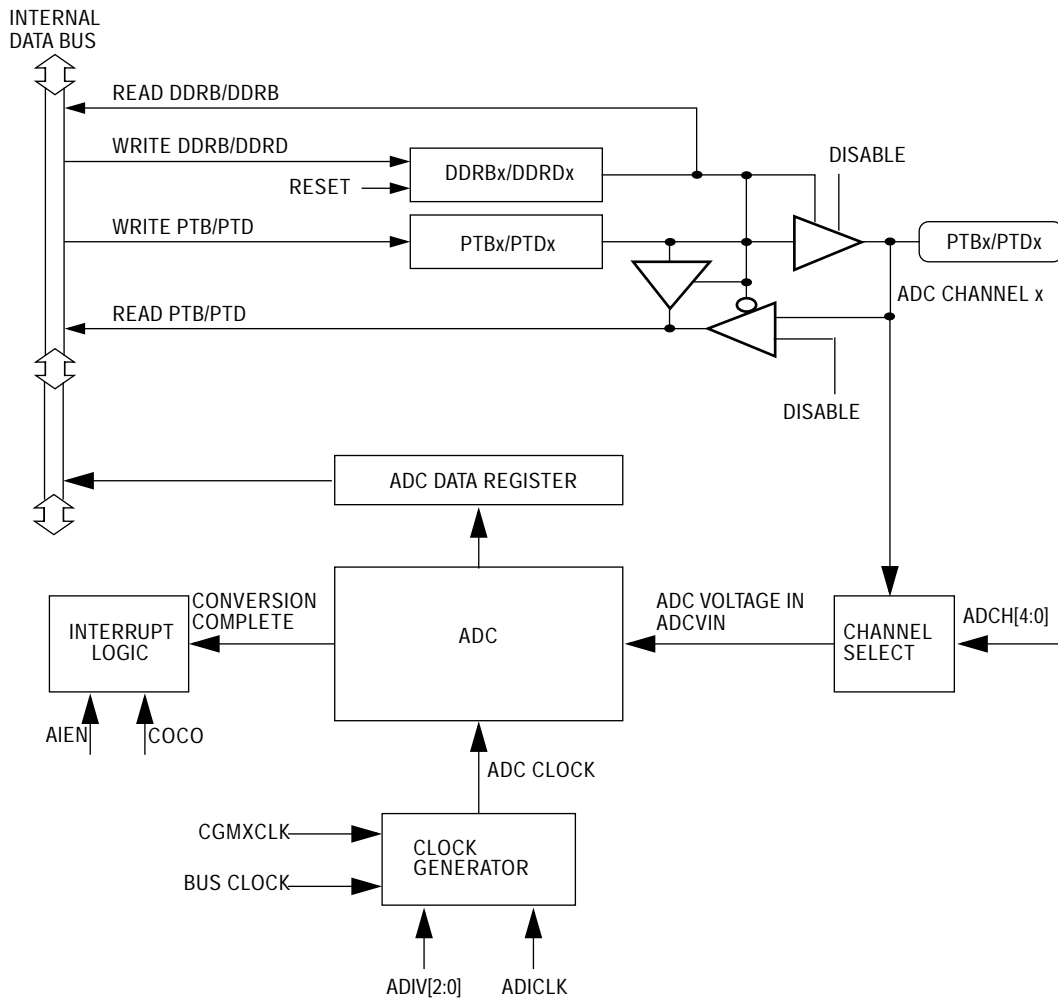 INTERNAL
DATA BUS
READ DDRB/DDRB
WRITE DDRB/DDRD
RESET
DDRBx/DDRDx
DISABLE
WRITE PTB/PTD
PTBx/PTDx
PTBx/PTDx
ADC CHANNEL x
READ PTB/PTD
DISABLE
ADC DATA REGISTER
INTERRUPT
LOGIC
CONVERSION
COMPLETE
ADC
ADC VOLTAGE IN
ADCVIN
CHANNEL
SELECT
ADCH[4:0]
AIEN
COCO
ADC CLOCK
CGMXCLK
BUS CLOCK
CLOCK
GENERATOR
ADIV[2:0]
ADICLK